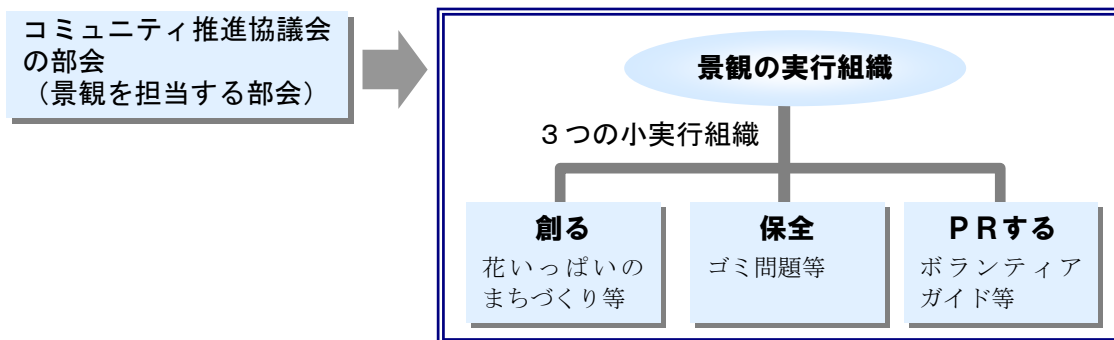 コミュニティ推進協議会
の部会
（景観を担当する部会）
景観の実行組織
３つの小実行組織
創る
花いっぱいの
まちづくり等
保全
ゴミ問題等
ＰＲする
ボランティア
ガイド等